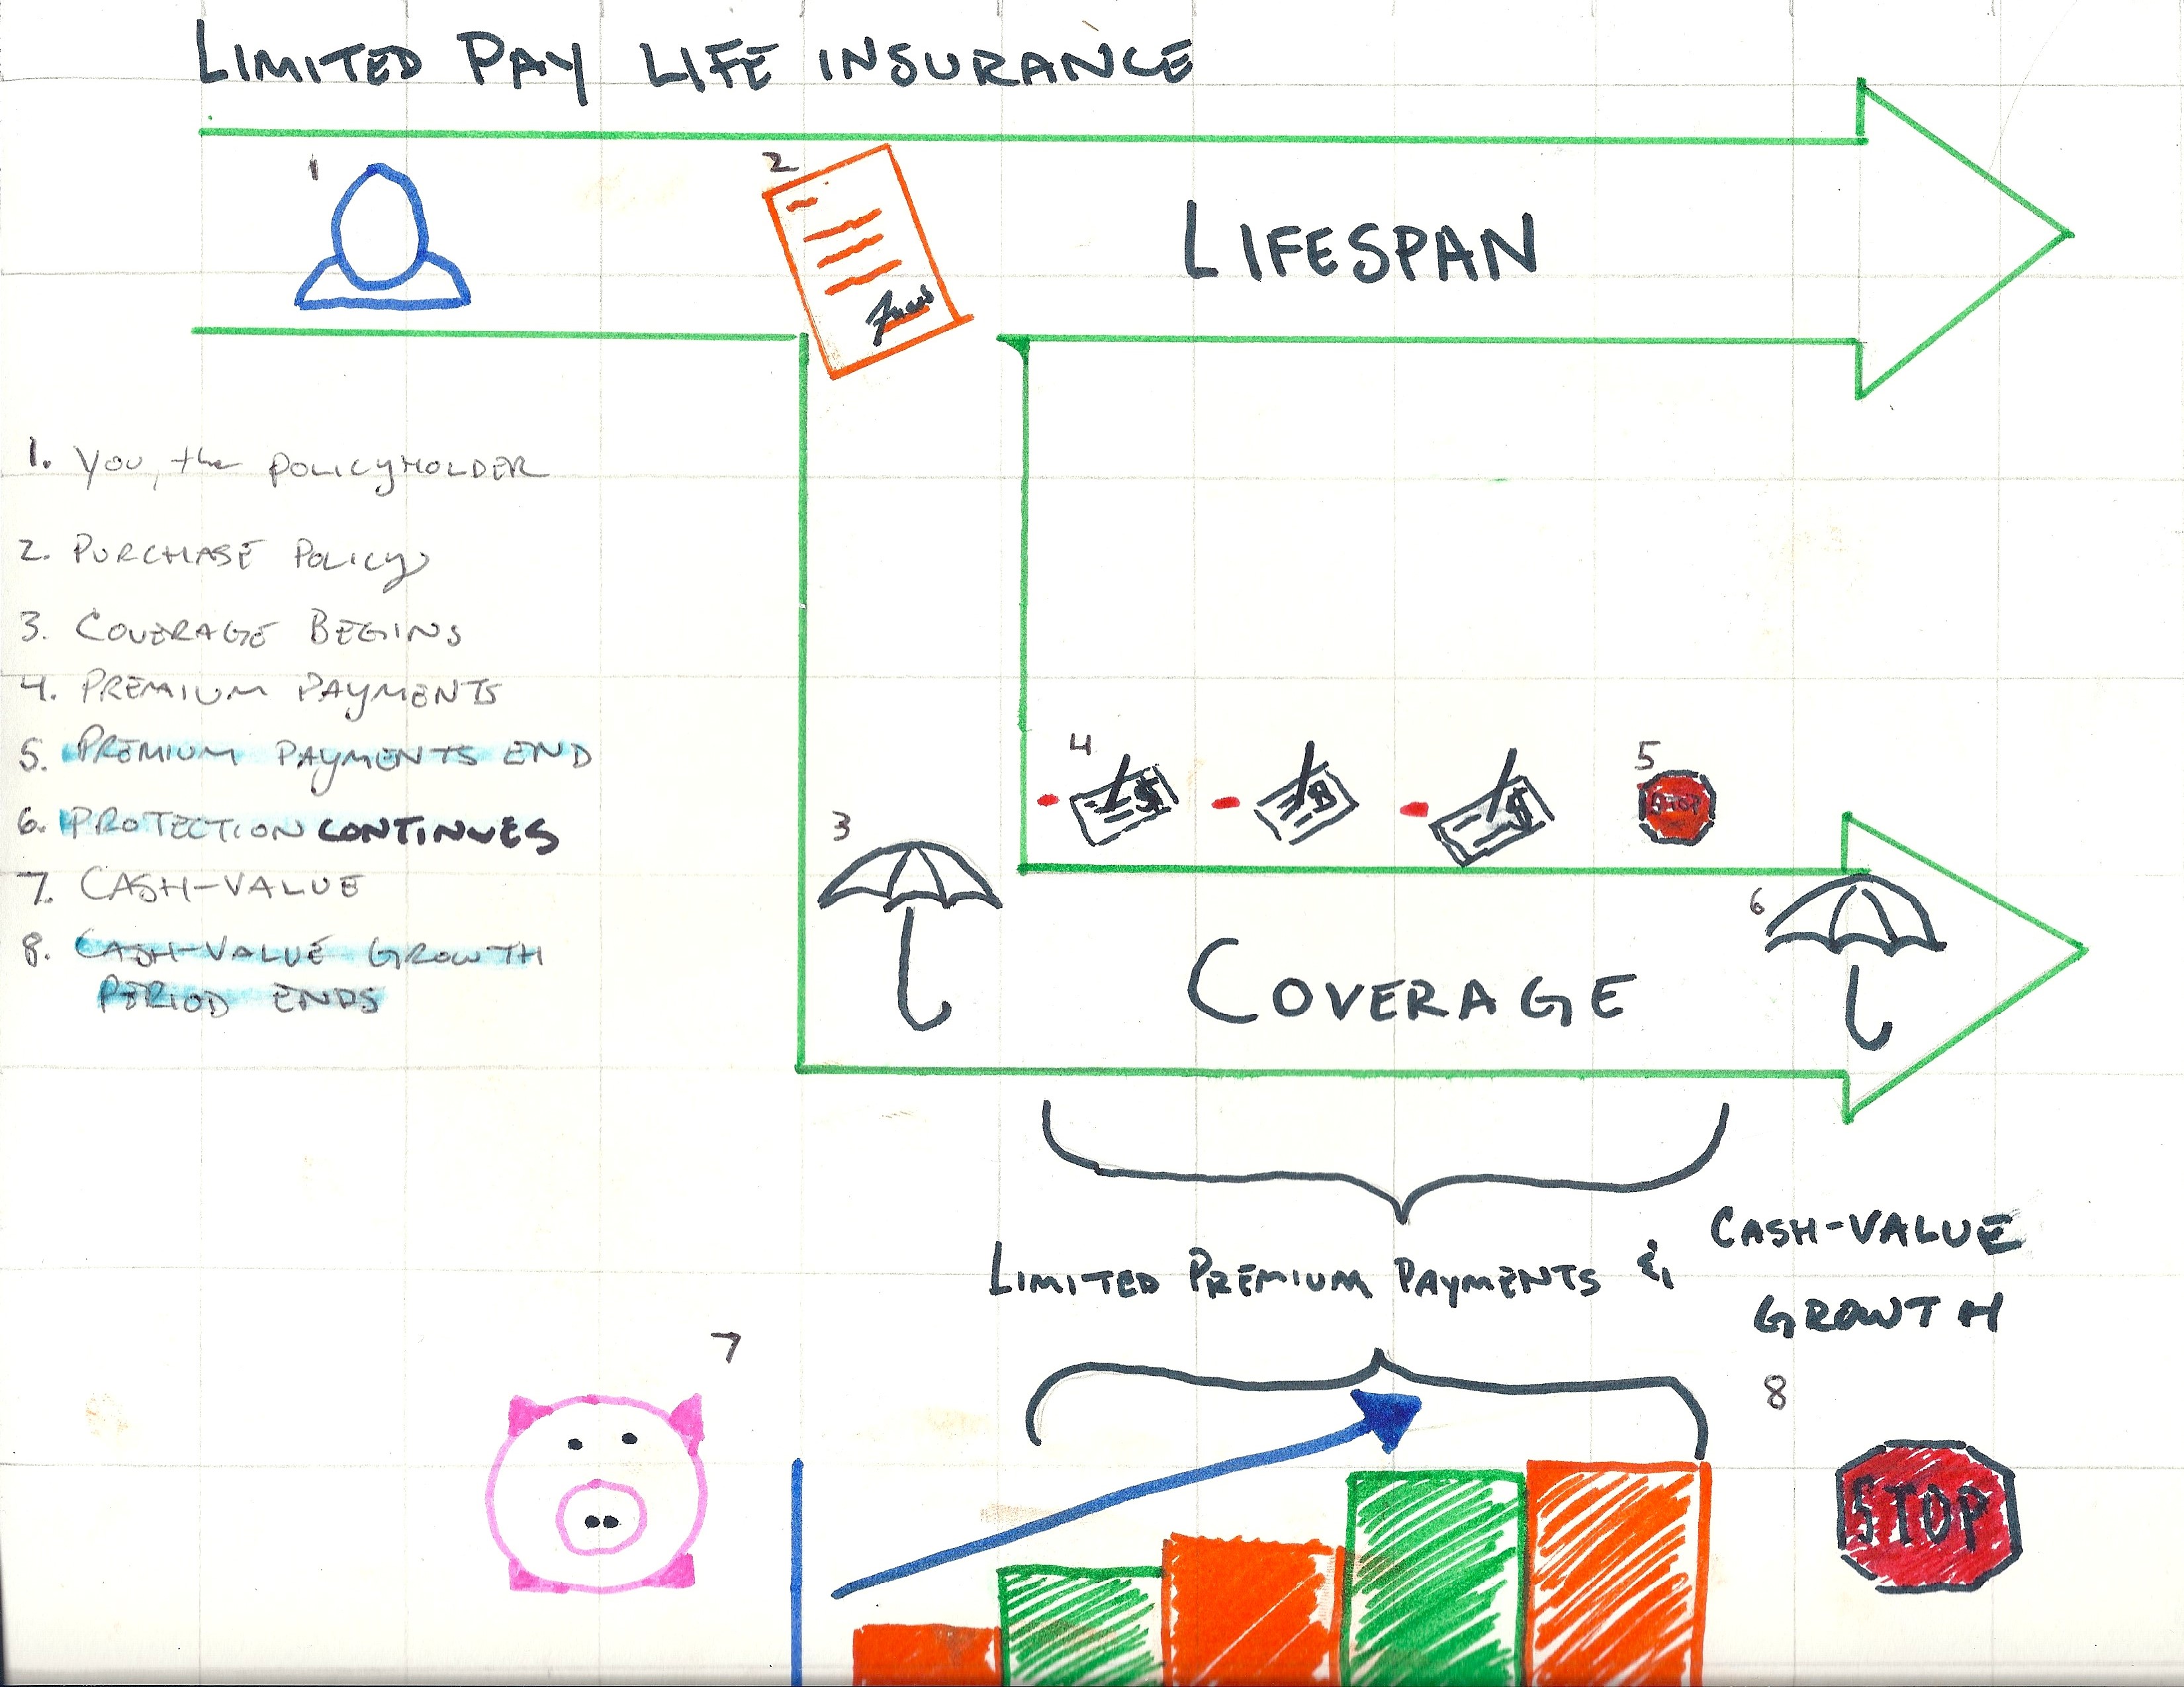 LIMITED PAY LIFE INSURANCE
1
2
LIFESPAN
1. You, the POLICYHOLDER
2. PURCHASE POLICY
3. COVERAGE BEGINS
4. PREMIUM PAYMENTS
5. PREMIUM PAYMENTS END
6. PROTECTION CONTINUES
7. CASH-VALUE
8. CASH-VALUE GROWTH
PERIOD ENDS
4
$
$
5
STOP
3
6
COVERAGE
LIMITED PREMIUM PAYMENTS & CASH-VALUE
GROWTH
7
8
STOP